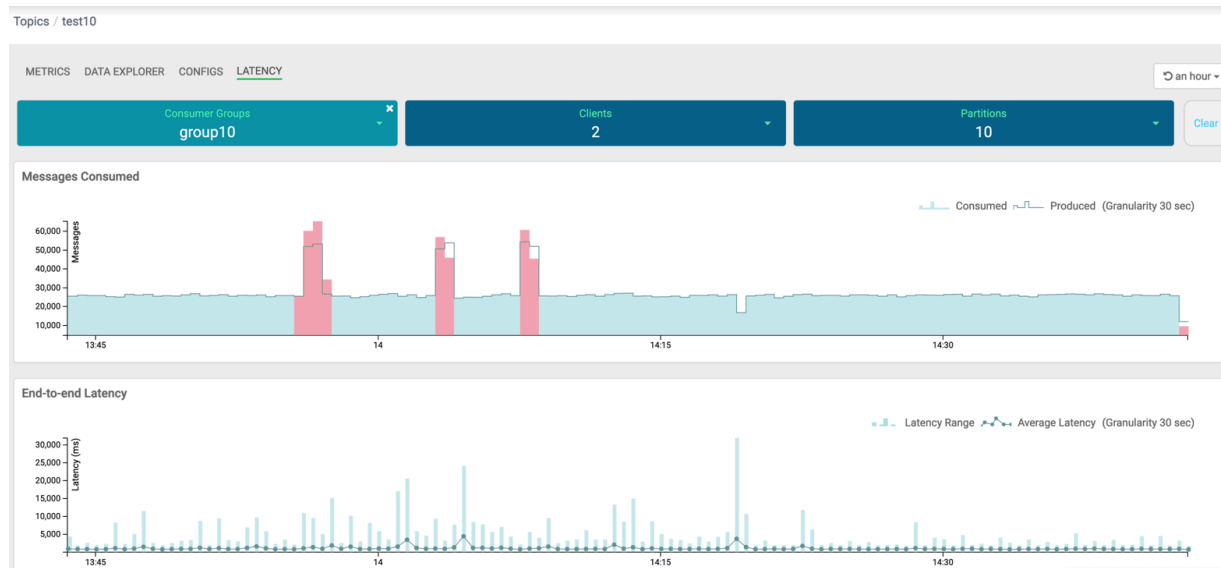 Topics / test10
METRICS DATA EXPLORER CONFIGS LATENCY
an hour
Consumer Groups
group10
Clients
2
Partitions
10
Clear
Messages Consumed
Consumed Produced (Granularity 30 sec)
Messages
60,000
50,000
40,000
30,000
20,000
10,000
13:45 14 14:15 14:30
End-to-end Latency
Latency Range Average Latency (Granularity 30 sec)
Latency (ms)
30,000
25,000
20,000
15,000
10,000
5,000
13:45 14 14:15 14:30